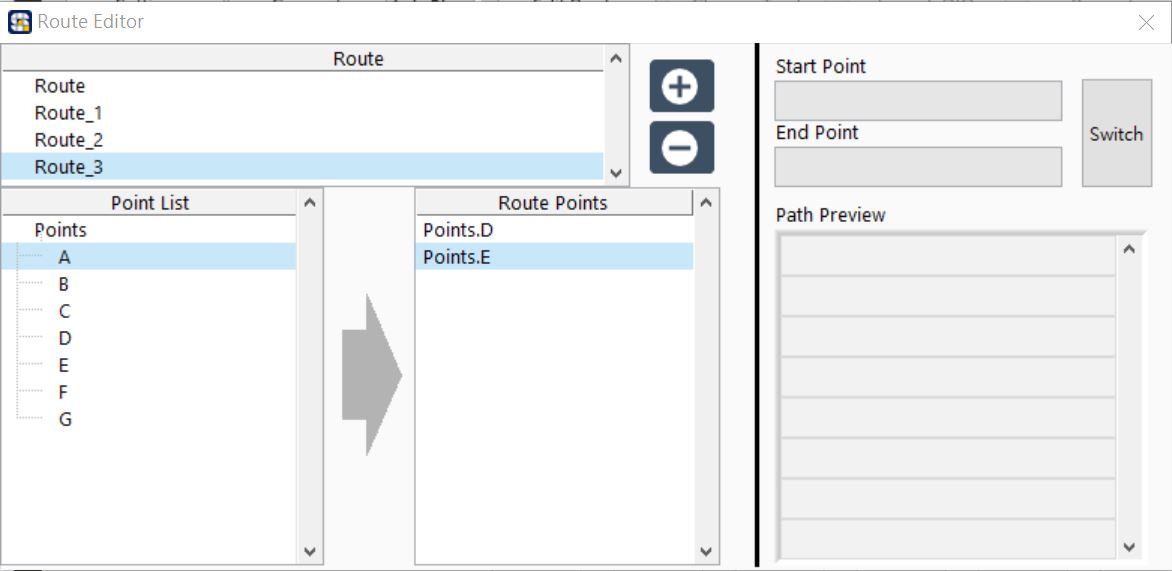 Route Editor
Route
Route
Route_1
Route_2
Route_3
Point List
Points
A
B
C
D
E
F
G
Route Points
Points.D
Points.E
Start Point
End Point
Switch
Path Preview